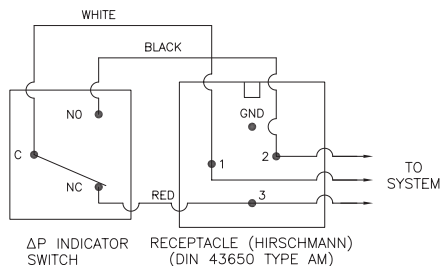 WHITE
BLACK
NO
GND
C
1
2
NC
RED
3
TO
SYSTEM
ΔP INDICATOR
SWITCH
RECEPTACLE (HIRSCHMANN)
(DIN 43650 TYPE AM)